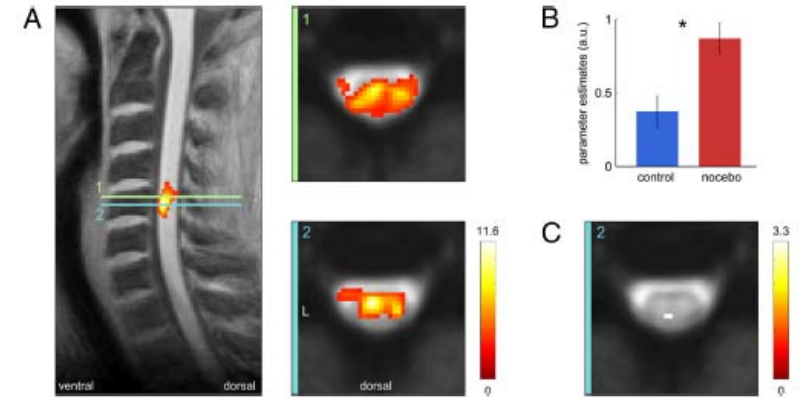 A
1
2
ventral
dorsal
1
2
L
dorsal
11.6
0
B
parameter estimates (a.u.)
1
0.5
0
*
control
nocebo
C
2
3.3
0